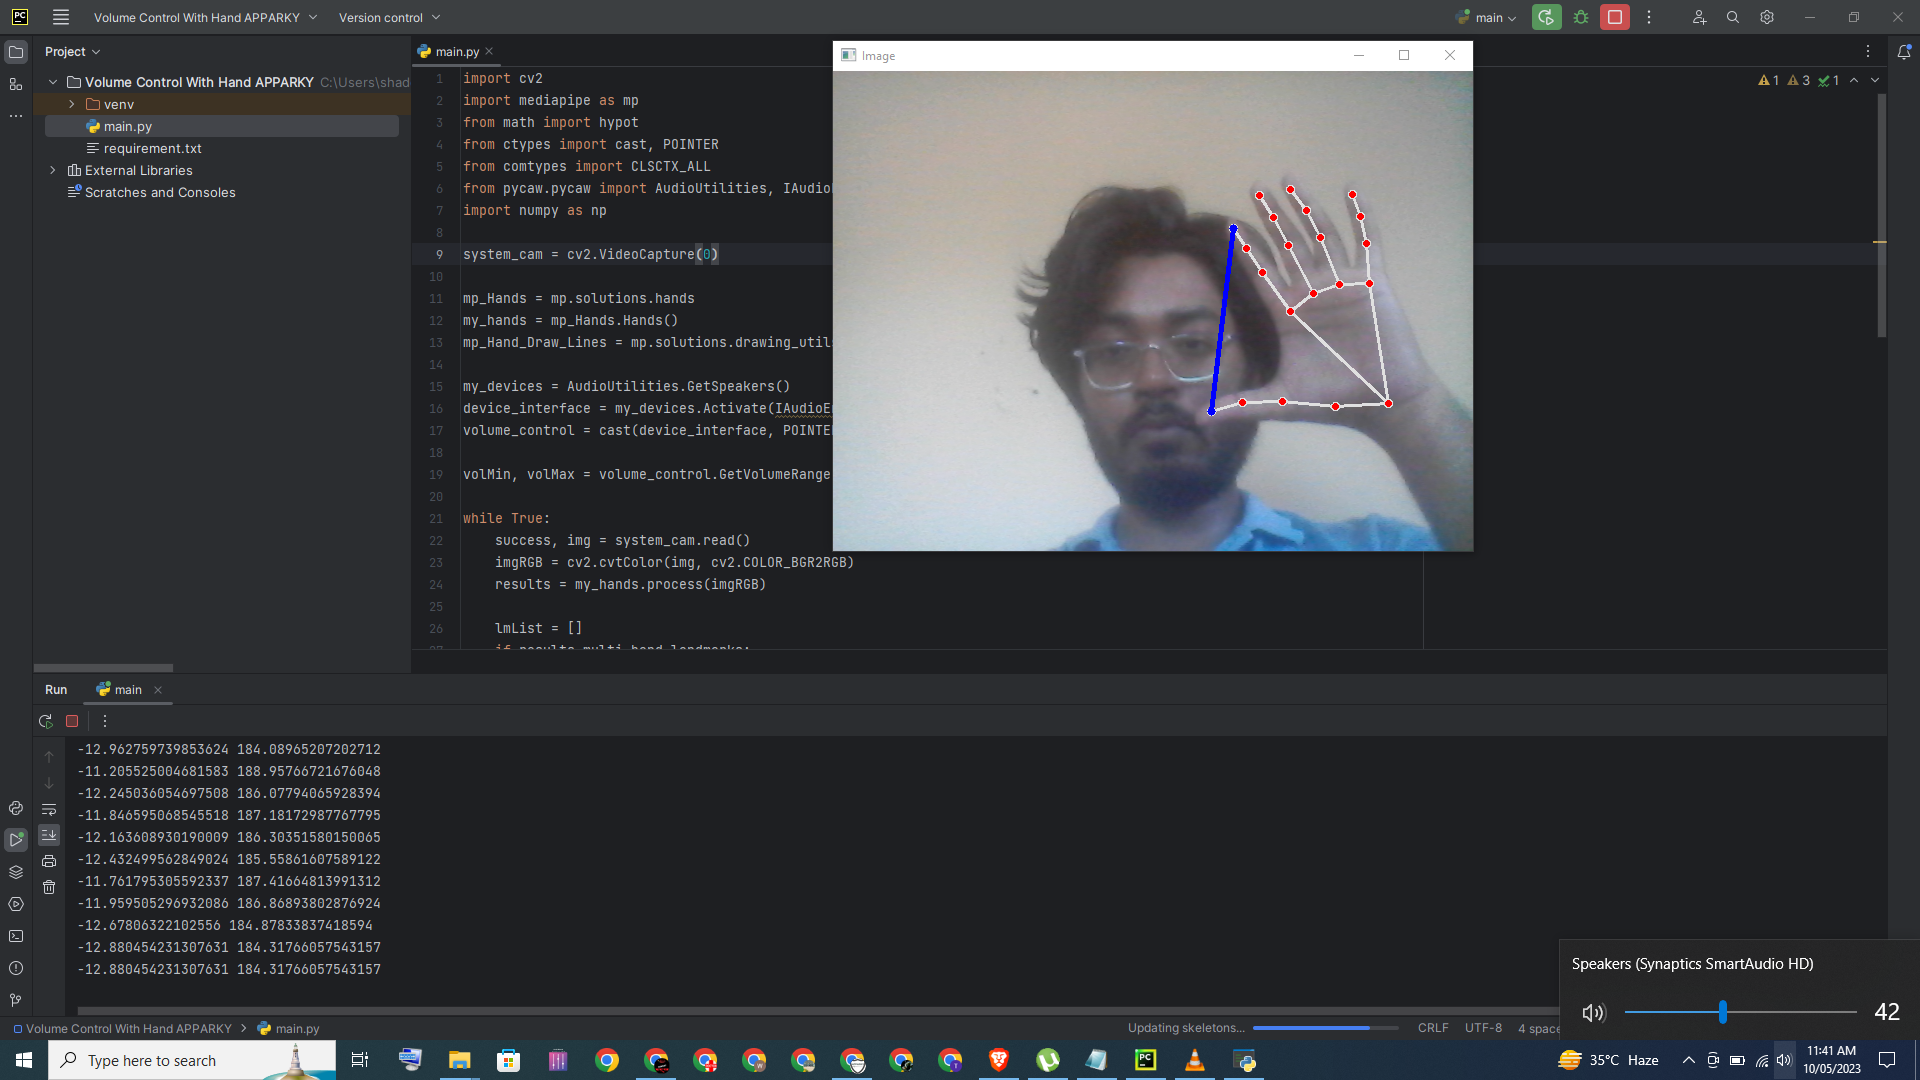 PC
Volume Control With Hand APPARKY
Version control
main
Project
main.py
Volume Control With Hand APPARKY C:\Users\shad
venv
main.py
requirement.txt
External Libraries
Scratches and Consoles
1 import cv2
2 import mediapipe as mp
3 from math import hypot
4 from ctypes import cast, POINTER
5 from comtypes import CLSCTX_ALL
6 from pycaw.pycaw import AudioUtilities, IAudio
7 import numpy as np
8
9 system_cam = cv2.VideoCapture(0)
10
11 mp_Hands = mp.solutions.hands
12 my_hands = mp_Hands.Hands()
13 mp_Hand_Draw_Lines = mp.solutions.drawing_utils
14
15 my_devices = AudioUtilities.GetSpeakers()
16 device_interface = my_devices.Activate(IAudioE
17 volume_control = cast(device_interface, POINTE
18
19 volMin, volMax = volume_control.GetVolumeRange
20
21 while True:
22 success, img = system_cam.read()
23 imgRGB = cv2.cvtColor(img, cv2.COLOR_BGR2RGB)
24 results = my_hands.process(imgRGB)
25
26 lmList = []
27 if results.multi_hand_landmarks:
Image
1 3 1
Run
main
-12.962759739853624 184.08965207202712
-11.205525004681583 188.95766721676048
-12.245036054697508 186.07794065928394
-11.846595068545518 187.18172987767795
-12.163608930190009 186.30351580150065
-12.432499562849024 185.55861607589122
-11.761795305592337 187.41664813991312
-11.959505296932086 186.86893802876924
-12.67806322102556 184.87833837418594
-12.880454231307631 184.31766057543157
-12.880454231307631 184.31766057543157
Speakers (Synaptics SmartAudio HD)
42
Volume Control With Hand APPARKY > main.py
Updating skeletons...
CRLF UTF-8 4 space
Type here to search
35°C Haze
11:41 AM
10/05/2023